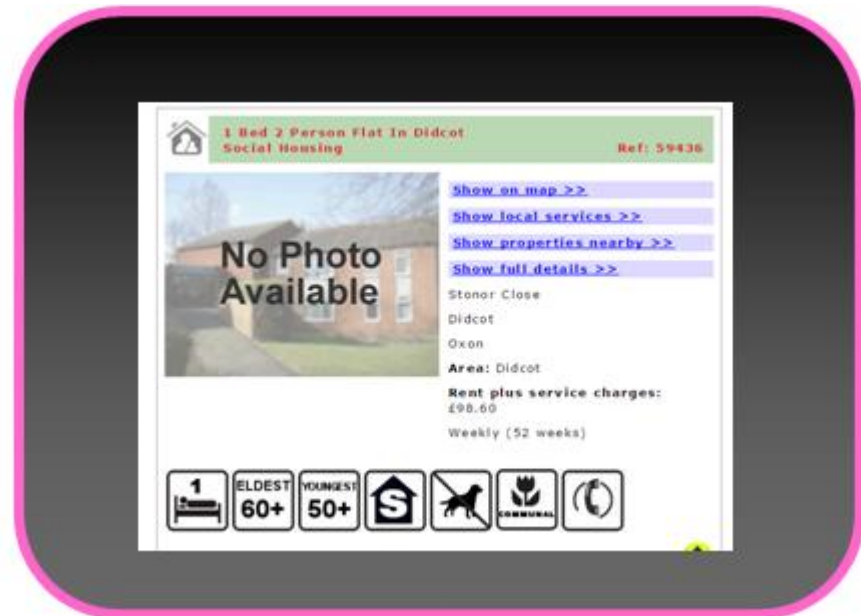 1 Bed 2 Person Flat In Didcot
Social Housing
Ref: 59436
No Photo
Available
Show on map >>
Show local services >>
Show properties nearby >>
Show full details >>
Stonor Close
Didcot
Oxon
Area: Didcot
Rent plus service charges:
£98.60
Weekly (52 weeks)
1
ELDEST
60+
YOUNGEST
50+
S
COMMUNAL